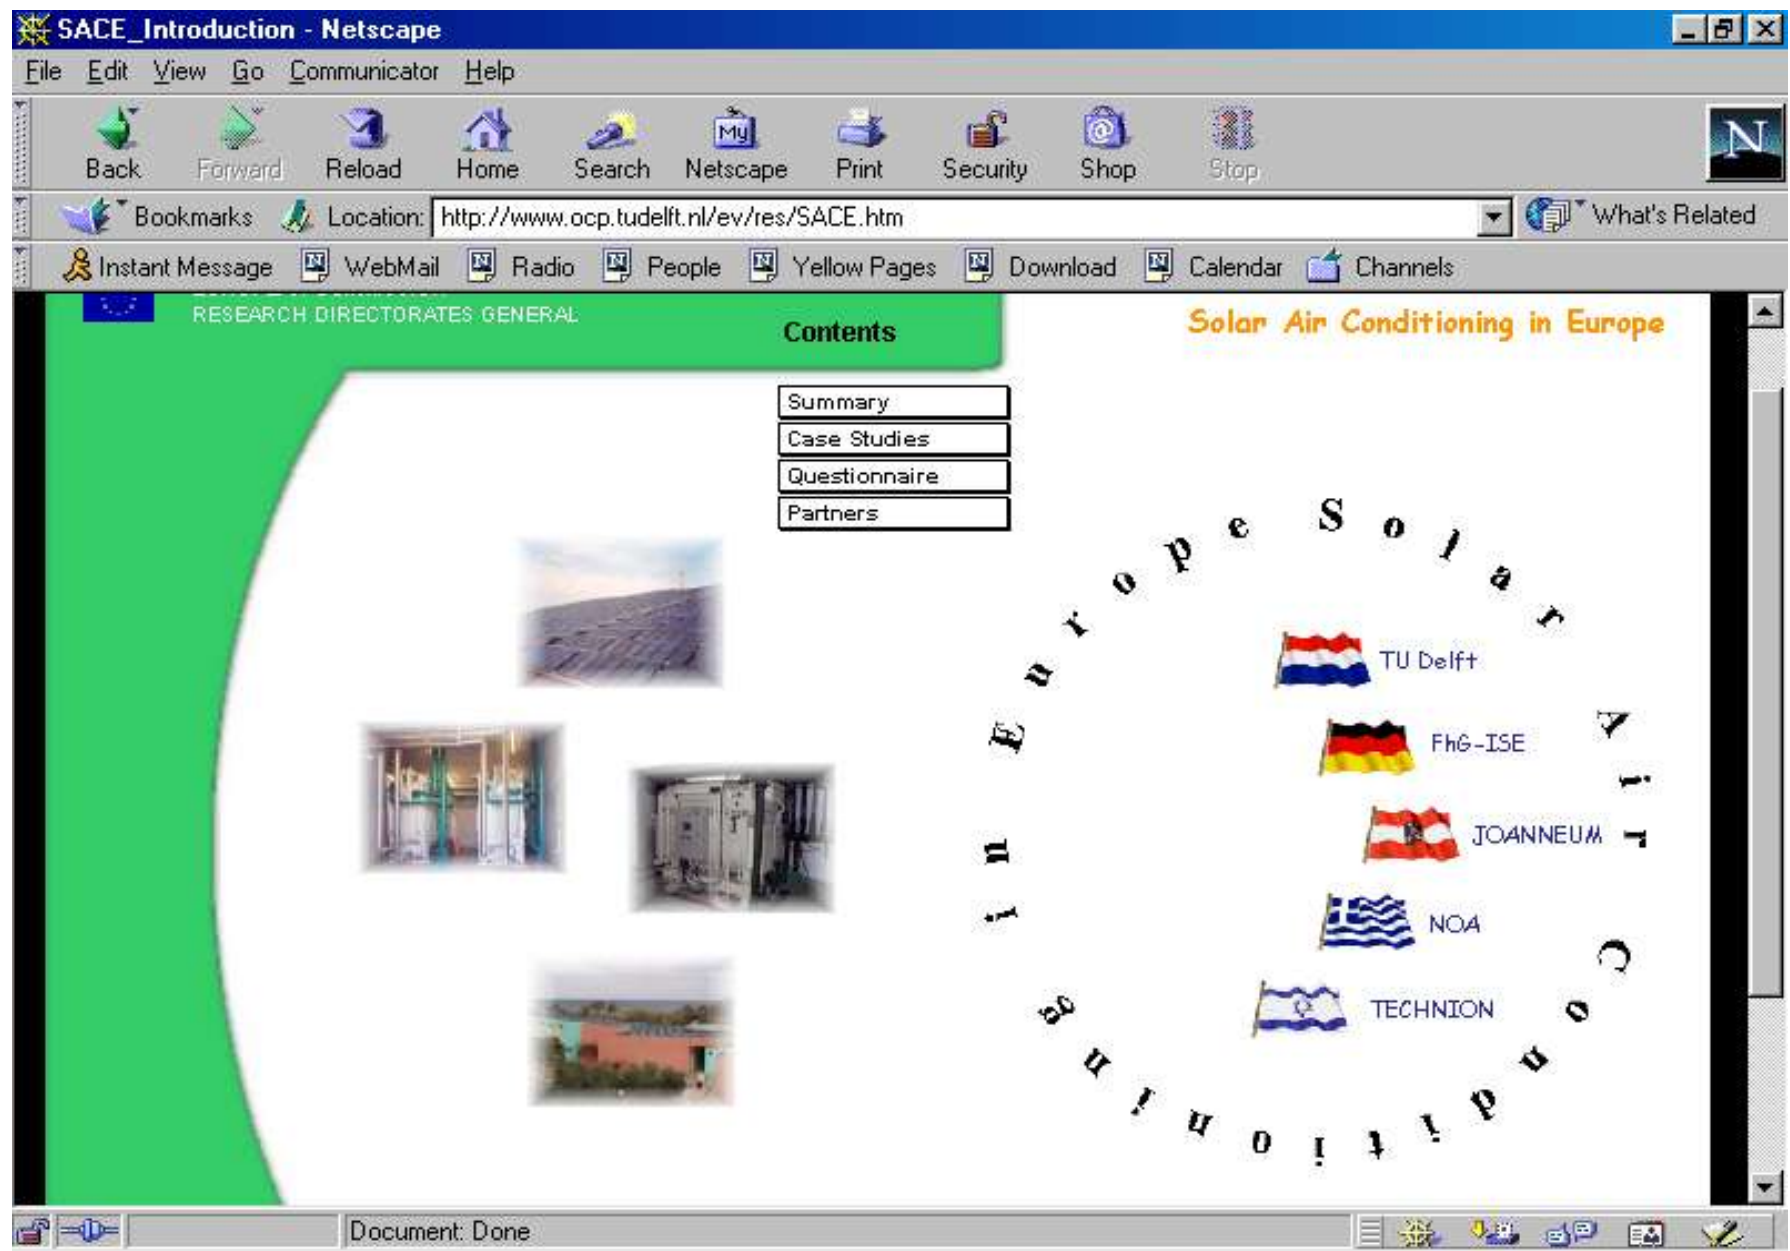 SACE_Introduction - Netscape
File Edit View Go Communicator Help
Back Forward Reload Home Search Netscape Print Security Shop Stop
My
N
Bookmarks Location: http://www.ocp.tudelft.nl/ev/res/SACE.htm What's Related
Instant Message WebMail Radio People Yellow Pages Download Calendar Channels
RESEARCH DIRECTORATES GENERAL
Contents
Solar Air Conditioning in Europe
Summary
Case Studies
Questionnaire
Partners
Solar Air Conditioining in Europe
TU Delft
FhG-ISE
JOANNEUM
NOA
TECHNION
Document: Done